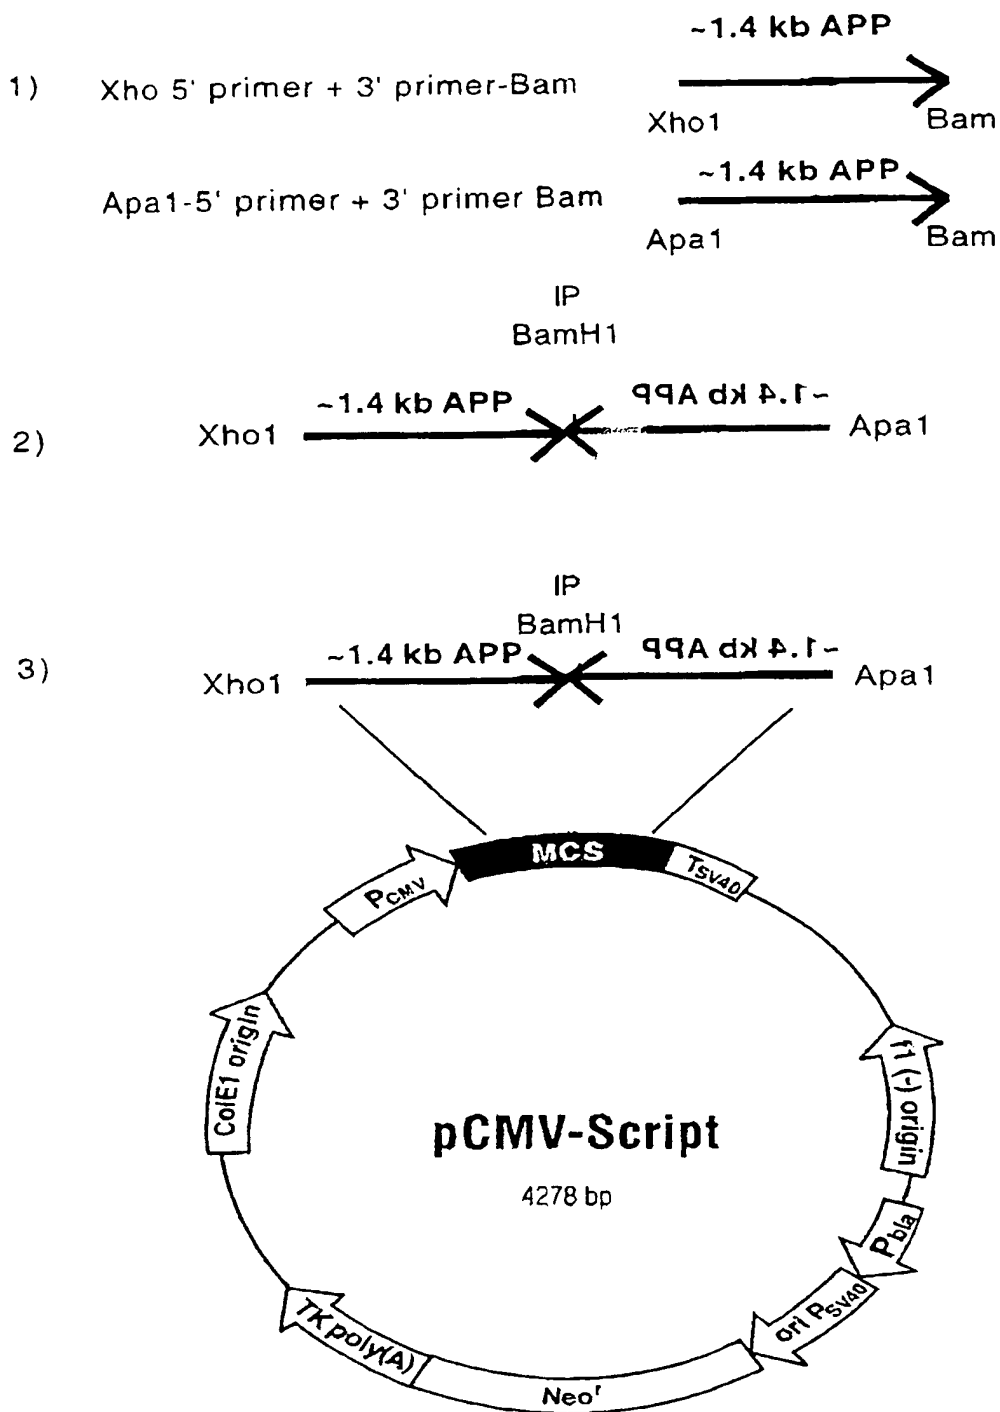 ~1.4 kb APP
1) Xho 5' primer + 3' primer-Bam
Xho1 Bam
~1.4 kb APP
Apa1-5' primer + 3' primer Bam
Apa1 Bam
IP
BamH1
2) Xho1 ~1.4 kb APP ~1.4 kb APP Apa1
IP
BamH1
3) Xho1 ~1.4 kb APP ~1.4 kb APP Apa1
MCS
PCMV
TSV40
ColE1 origin
f1 (-) origin
pCMV-Script
4278 bp
Pbla
ori PSV40
TK poly(A)
Neor